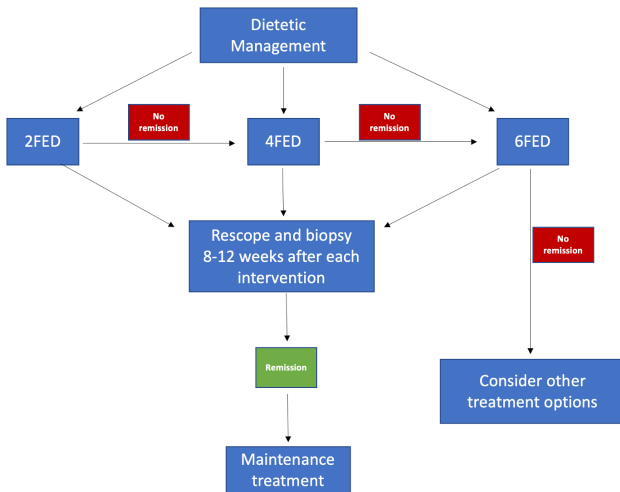 Dietetic
Management
No
remission
No
remission
2FED
4FED
6FED
Rescope and biopsy
8-12 weeks after each
intervention
No
remission
Remission
Consider other
treatment options
Maintenance
treatment